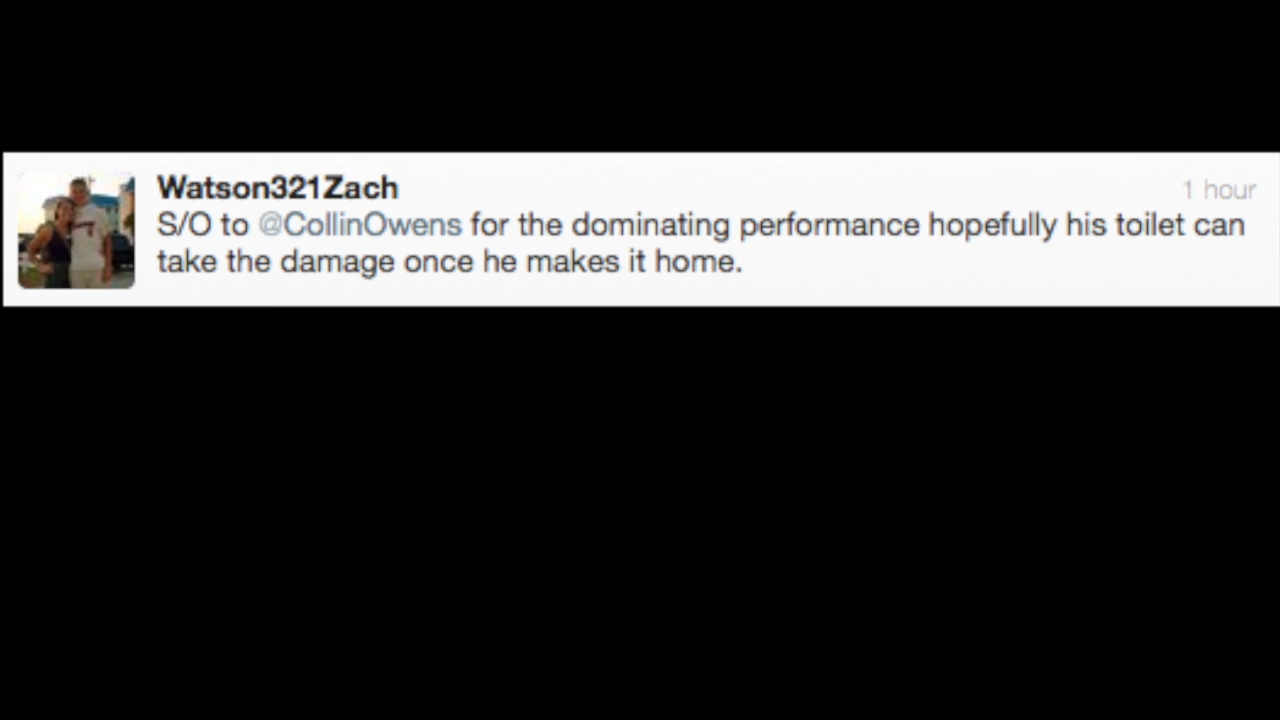 Watson321Zach
1 hour
S/O to @CollinOwens for the dominating performance hopefully his toilet can
take the damage once he makes it home.